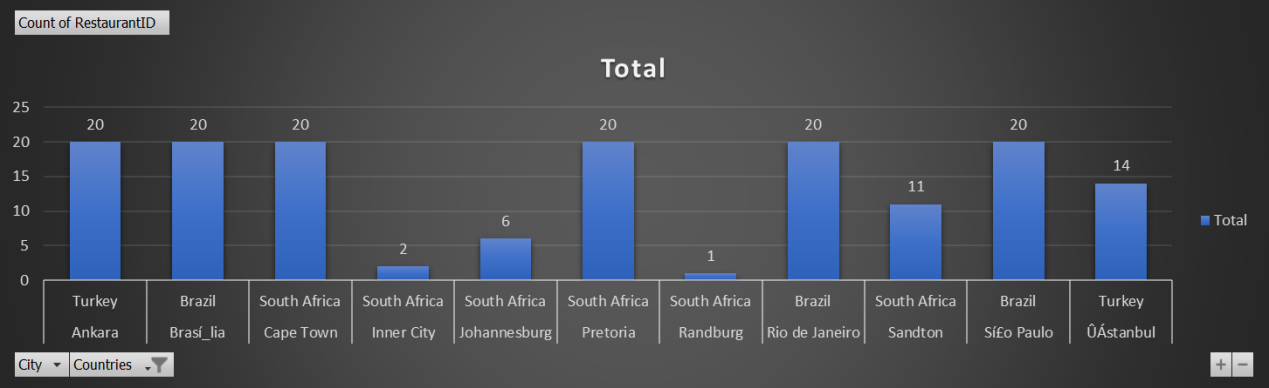 Count of RestaurantID
Total
25
20
15
10
5
0
20 20 20 2 6 20 1 20 11 20 14
Total
Turkey Brazil South Africa South Africa South Africa South Africa South Africa Brazil South Africa Brazil Turkey
Ankara Brasí_lia Cape Town Inner City Johannesburg Pretoria Randburg Rio de Janeiro Sandton Sí£o Paulo ÛÁstanbul
City Countries
+ −